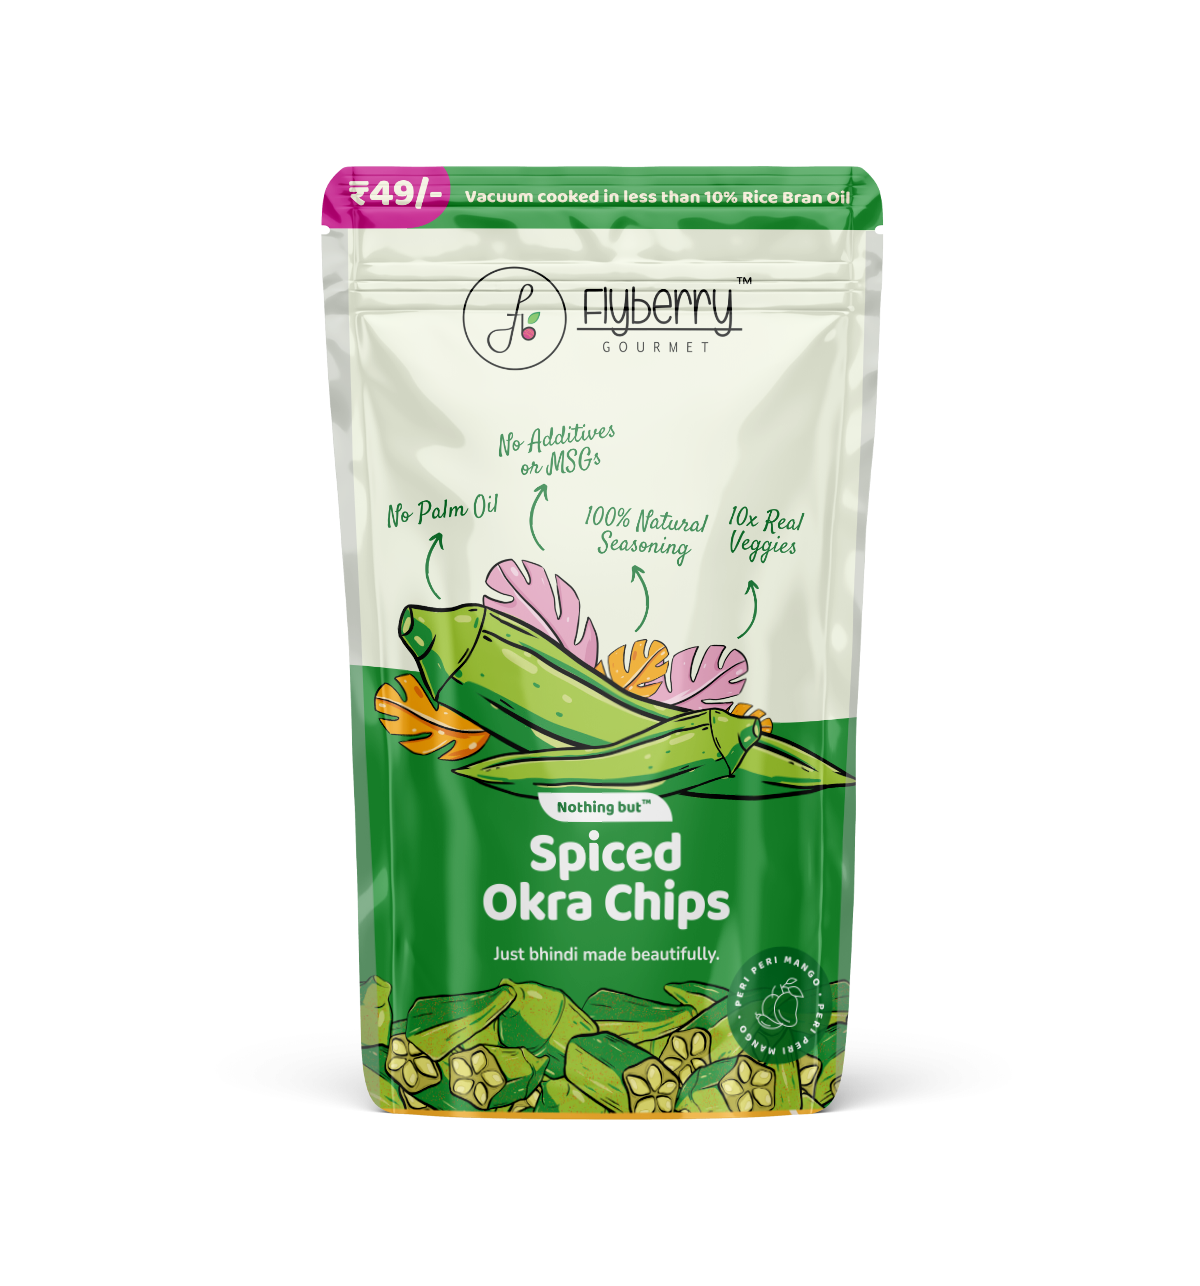 ₹49/-
Vacuum cooked in less than 10% Rice Bran Oil
Flyberry™
GOURMET
No Additives
or MSGs
No Palm Oil
100% Natural
Seasoning
10x Real
Veggies
Nothing but™
Spiced
Okra Chips
Just bhindi made beautifully.
PERI PERI MANGO · PERI PERI MANGO ·